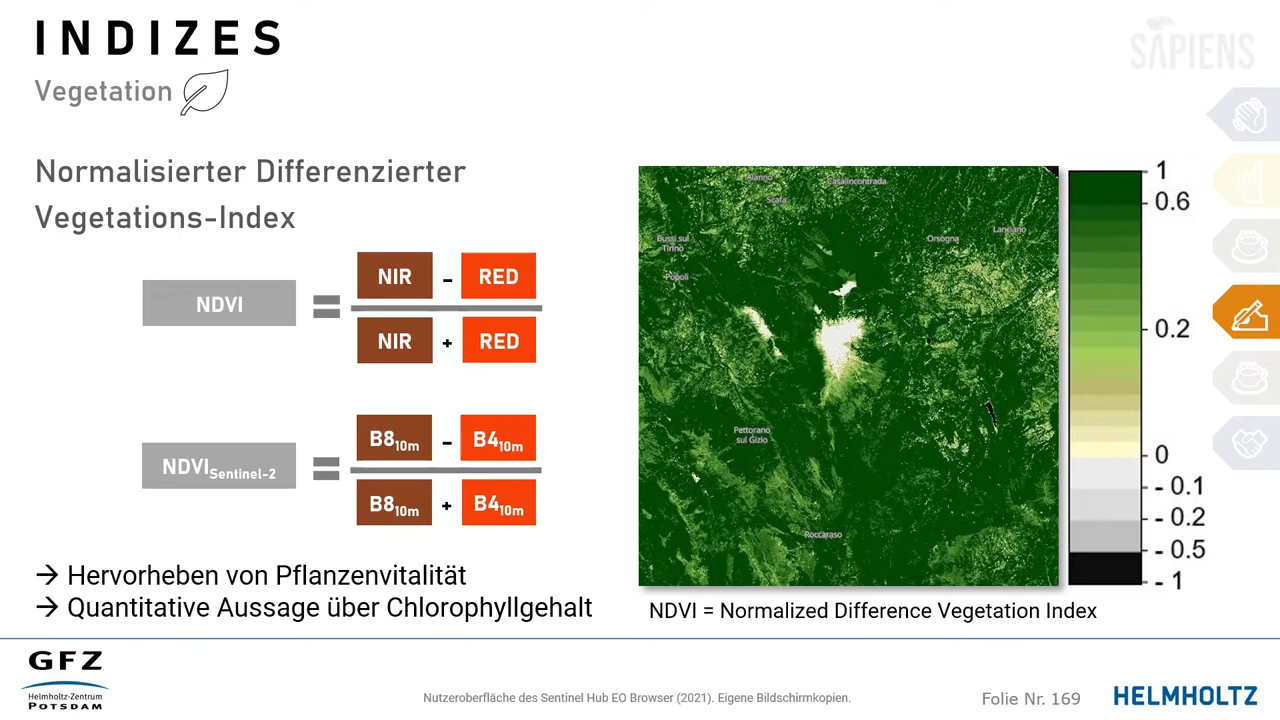 INDIZES
SAPIENS
Vegetation
Normalisierter Differenzierter
Vegetations-Index
NDVI = NIR - RED
NIR + RED
NDVISentinel-2 = B810m - B410m
B810m + B410m
→ Hervorheben von Pflanzenvitalität
→ Quantitative Aussage über Chlorophyllgehalt
Alanno
Casalincontrada
Scafa
Bussi sul
Tirino
Orsogna
Lanciano
Popoli
Pettorano
sul Gizio
Roccaraso
1
0.6
0.2
0
- 0.1
- 0.2
- 0.5
- 1
NDVI = Normalized Difference Vegetation Index
GFZ
Helmholtz-Zentrum
POTSDAM
Nutzeroberfläche des Sentinel Hub EO Browser (2021). Eigene Bildschirmkopien.
Folie Nr. 169
HELMHOLTZ